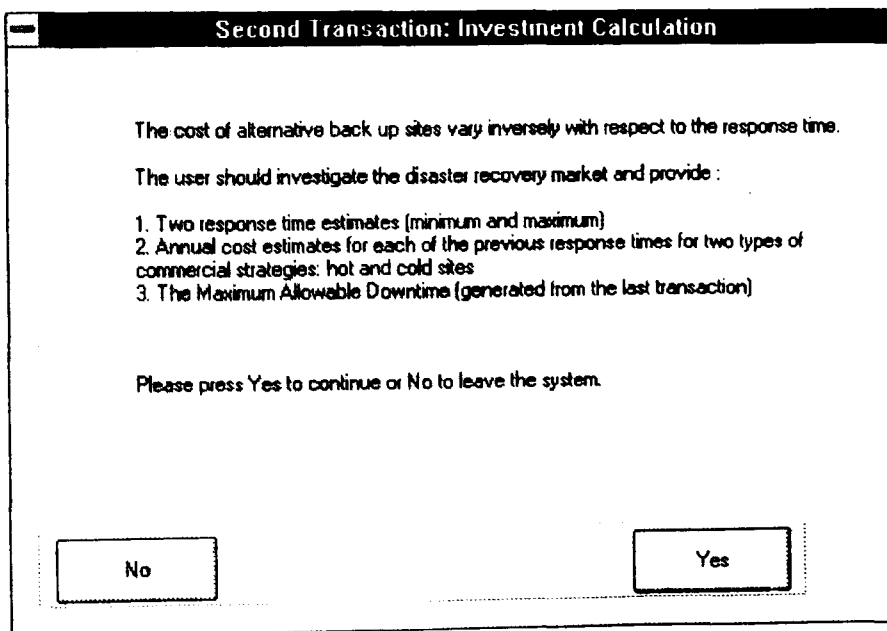 Second Transaction: Investment Calculation
The cost of alternative back up sites vary inversely with respect to the response time.
The user should investigate the disaster recovery market and provide :
1. Two response time estimates (minimum and maximum)
2. Annual cost estimates for each of the previous response times for two types of
commercial strategies: hot and cold sites
3. The Maximum Allowable Downtime (generated from the last transaction)
Please press Yes to continue or No to leave the system.
No
Yes